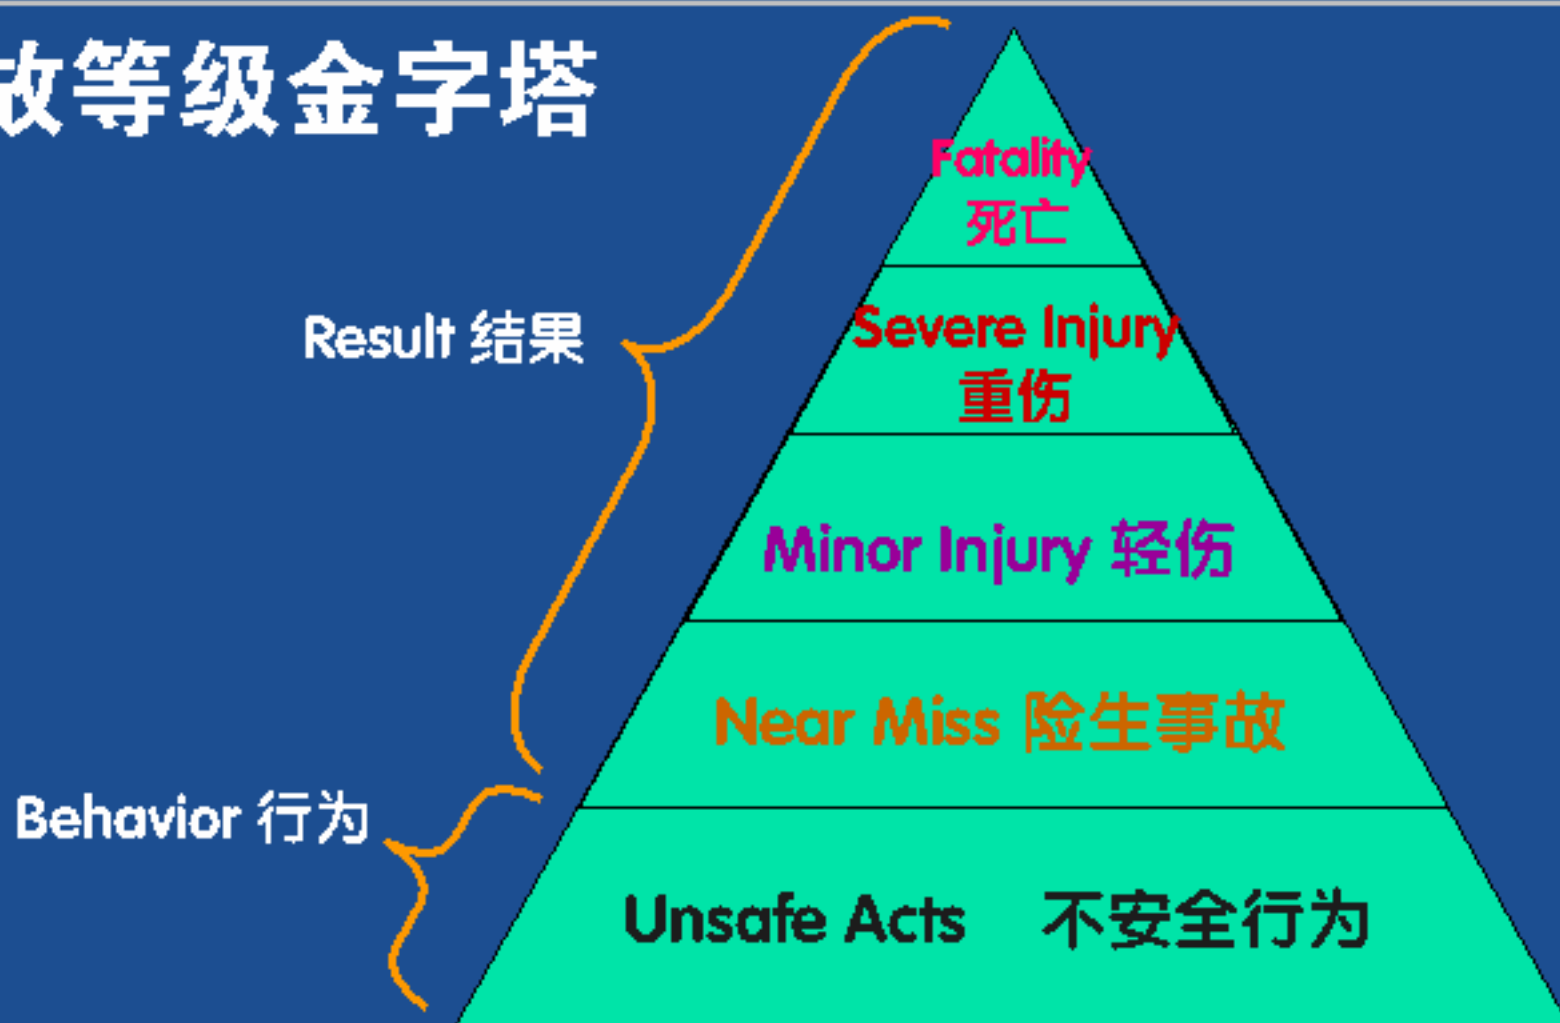 故等级金字塔
Fatality
死亡
Result 结果
Severe Injury
重伤
Minor Injury 轻伤
Near Miss 险生事故
Behavior 行为
Unsafe Acts 不安全行为